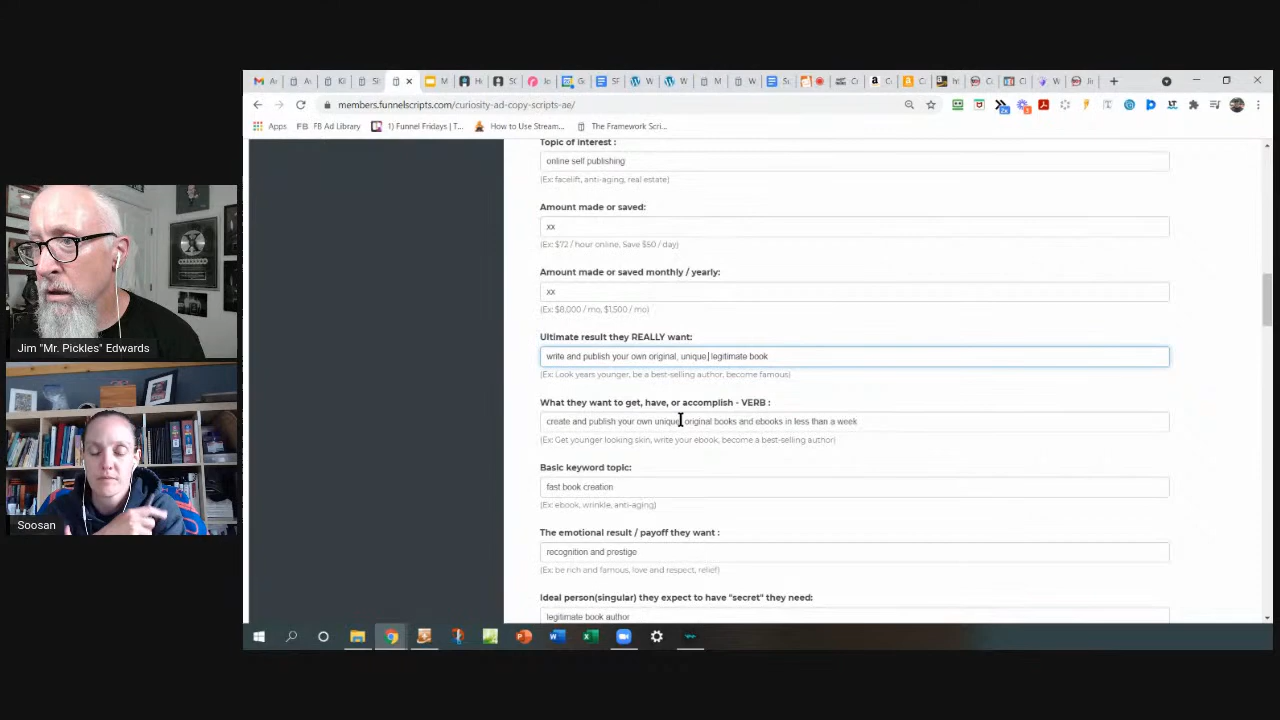 members.funnelscripts.com/curiosity-ad-copy-scripts-ae/
Apps
FB Ad Library
1) Funnel Fridays | T...
How to Use Stream...
The Framework Scri...
Topic of interest :
online self publishing
(Ex: facelift, anti-aging, real estate)
Amount made or saved:
xx
(Ex: $72 / hour online, Save $50 / day)
Amount made or saved monthly / yearly:
xx
(Ex: $8,000 / mo, $1,500 / mo)
Ultimate result they REALLY want:
write and publish your own original, unique, legitimate book
(Ex: Look years younger, be a best-selling author, become famous)
What they want to get, have, or accomplish - VERB :
create and publish your own unique, original books and ebooks in less than a week
(Ex: Get younger looking skin, write your ebook, become a best-selling author)
Basic keyword topic:
fast book creation
(Ex: ebook, wrinkle, anti-aging)
The emotional result / payoff they want :
recognition and prestige
(Ex: be rich and famous, love and respect, relief)
Ideal person(singular) they expect to have "secret" they need:
legitimate book author
Jim "Mr. Pickles" Edwards
Soosan